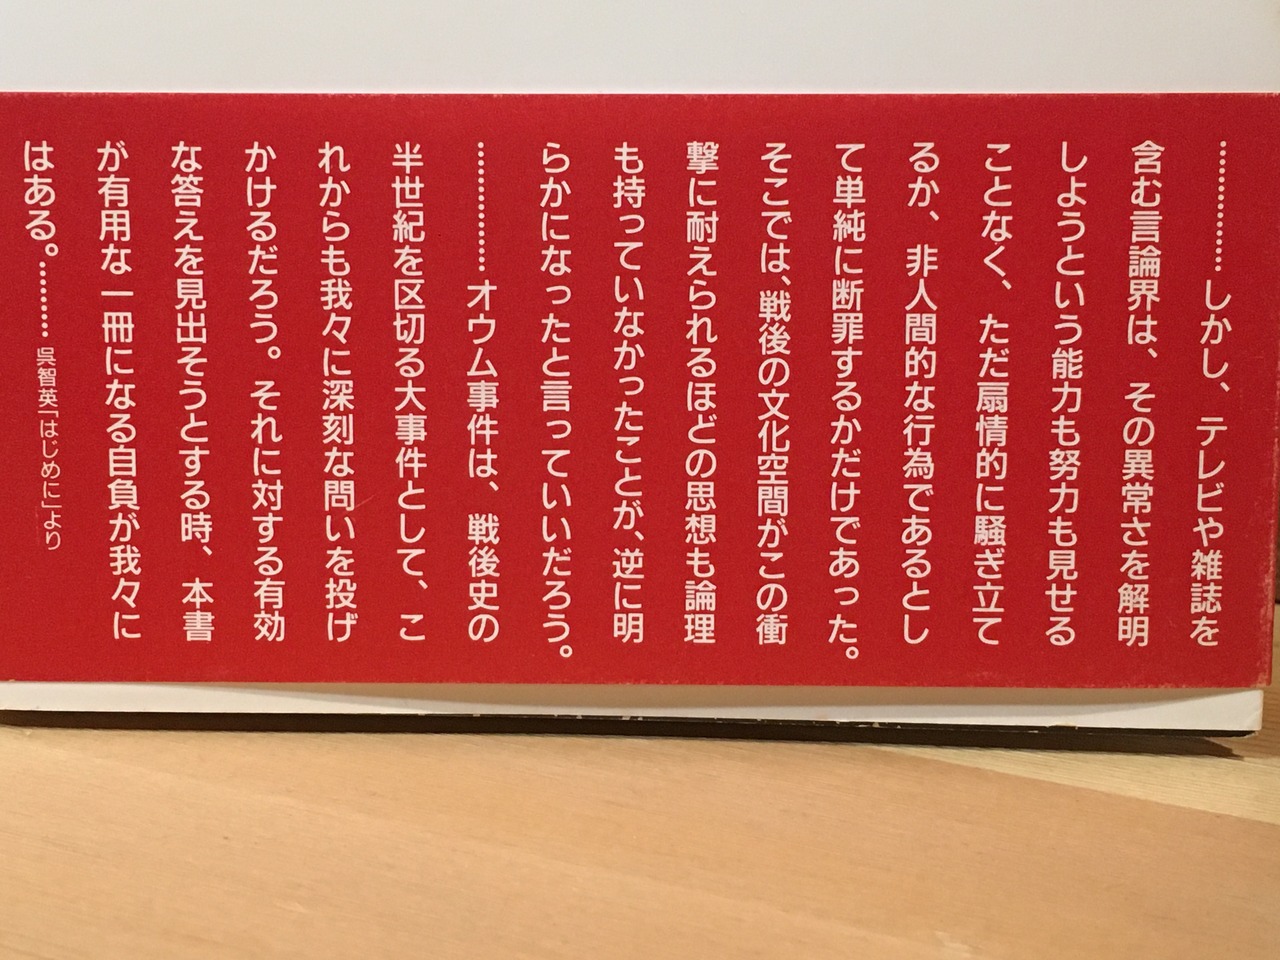 …………しかし、テレビや雑誌を
含む言論界は、その異常さを解明
しようという能力も努力も見せる
ことなく、ただ扇情的に騒ぎ立て
るか、非人間的な行為であるとし
て単純に断罪するかだけであった。
そこでは、戦後の文化空間がこの衝
撃に耐えられるほどの思想も論理
も持っていなかったことが、逆に明
らかになったと言っていいだろう。
…………オウム事件は、戦後史の
半世紀を区切る大事件として、こ
れからも我々に深刻な問いを投げ
かけるだろう。それに対する有効
な答えを見出そうとする時、本書
が有用な一冊になる自負が我々に
はある。………呉智英「はじめに」より